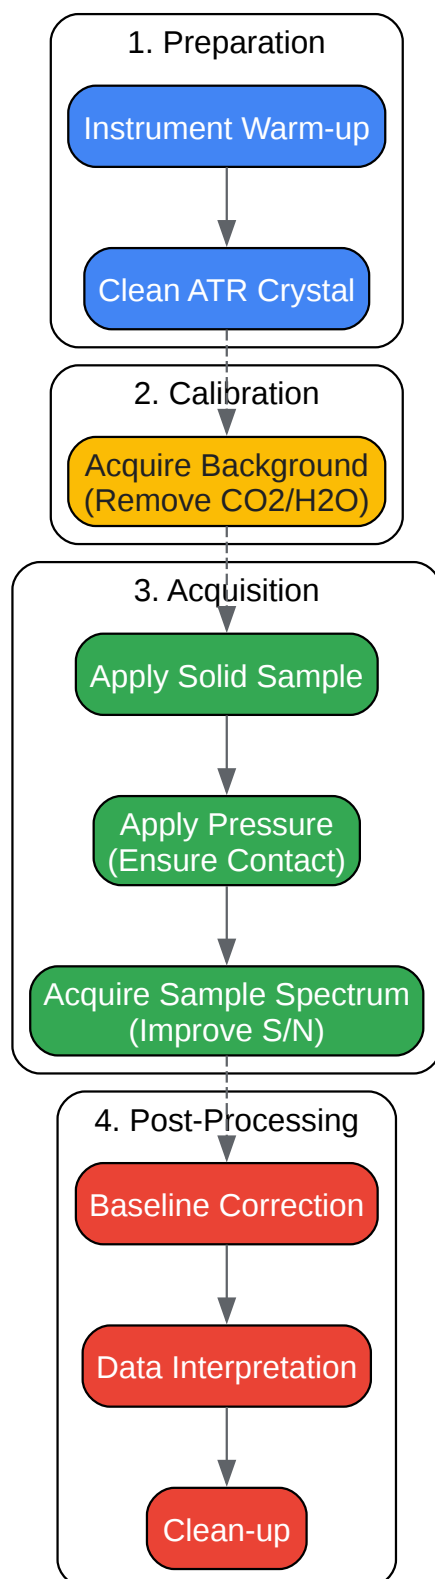 1. Preparation
Instrument Warm-up
Clean ATR Crystal
2. Calibration
Acquire Background
(Remove CO2/H2O)
3. Acquisition
Apply Solid Sample
Apply Pressure
(Ensure Contact)
Acquire Sample Spectrum
(Improve S/N)
4. Post-Processing
Baseline Correction
Data Interpretation
Clean-up